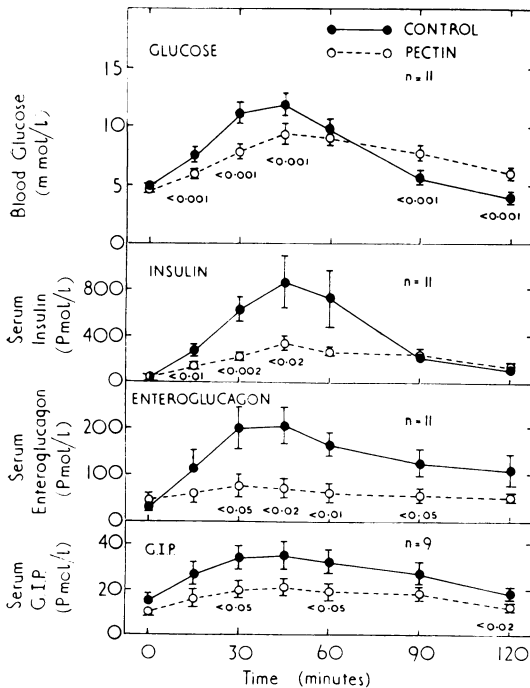 CONTROL
GLUCOSE
PECTIN
n = 11
15
10
5
0
Blood Glucose
(m mol/l)
<0·001
<0·001
<0·001
<0·001
<0·001
INSULIN
n = 11
800
400
0
Serum
Insulin
(Pmol/l)
<0·01
<0·002
<0·02
ENTEROGLUCAGON
n = 11
200
100
0
Serum
Enteroglucagon
(Pmol/l)
<0·05
<0·02
<0·01
<0·05
G.I.P.
n = 9
40
20
0
Serum
G.I.P.
(Pmol/l)
<0·05
<0·05
<0·02
0 30 60 90 120
Time (minutes)